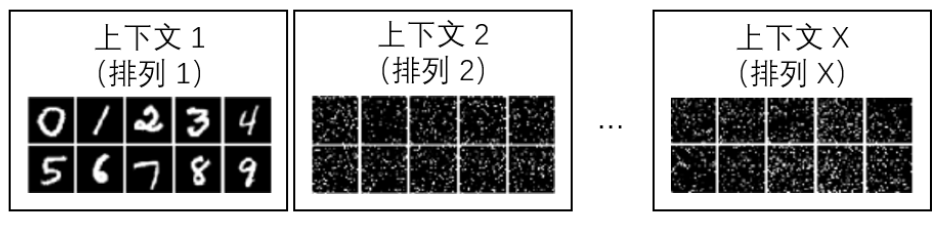 上下文 1
(排列 1)
0 1 2 3 4
5 6 7 8 9
上下文 2
(排列 2)
...
上下文 X
(排列 X)